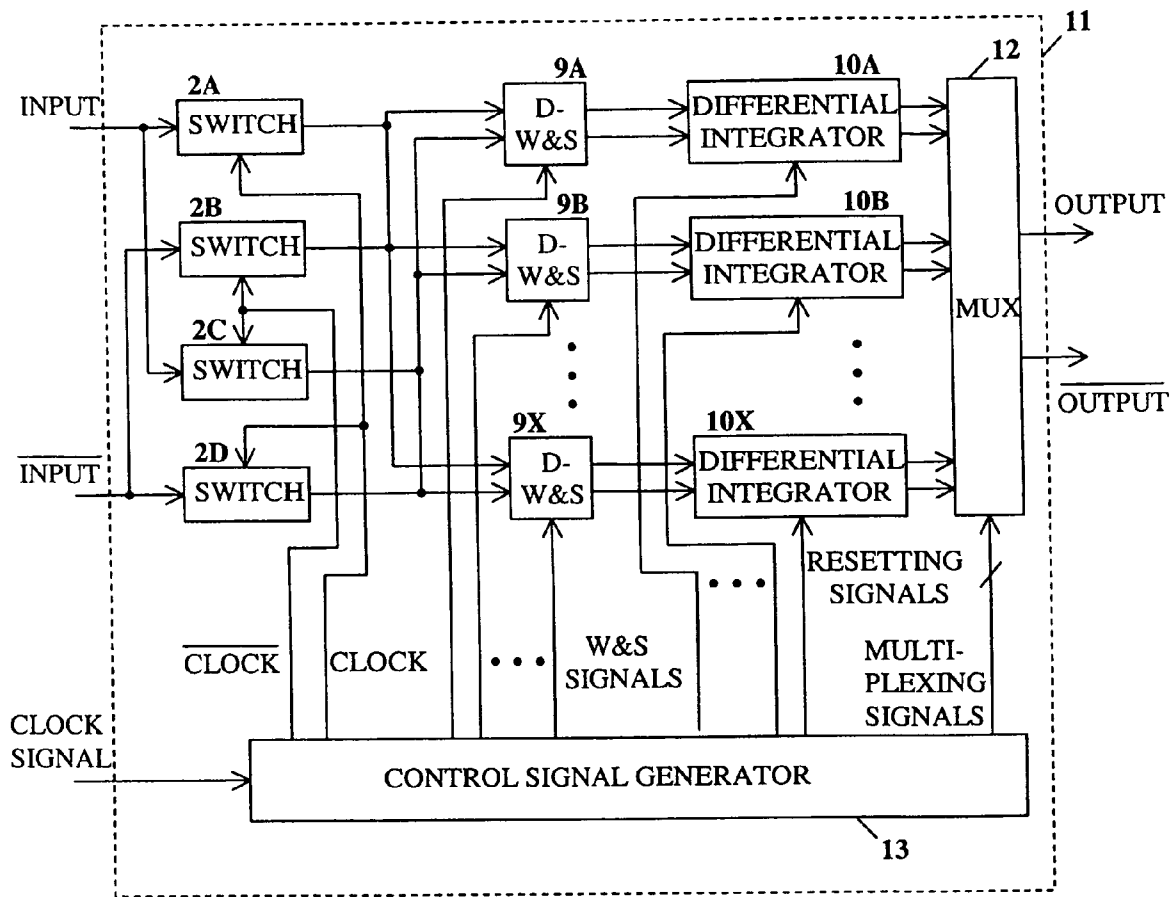 11
12
INPUT
2A
SWITCH
9A
D-
W&S
10A
DIFFERENTIAL
INTEGRATOR
2B
SWITCH
9B
D-
W&S
10B
DIFFERENTIAL
INTEGRATOR
OUTPUT
MUX
2C
SWITCH
OUTPUT
INPUT
2D
SWITCH
9X
D-
W&S
10X
DIFFERENTIAL
INTEGRATOR
RESETTING
SIGNALS
CLOCK
CLOCK
W&S
SIGNALS
MULTI-
PLEXING
SIGNALS
CLOCK
SIGNAL
CONTROL SIGNAL GENERATOR
13